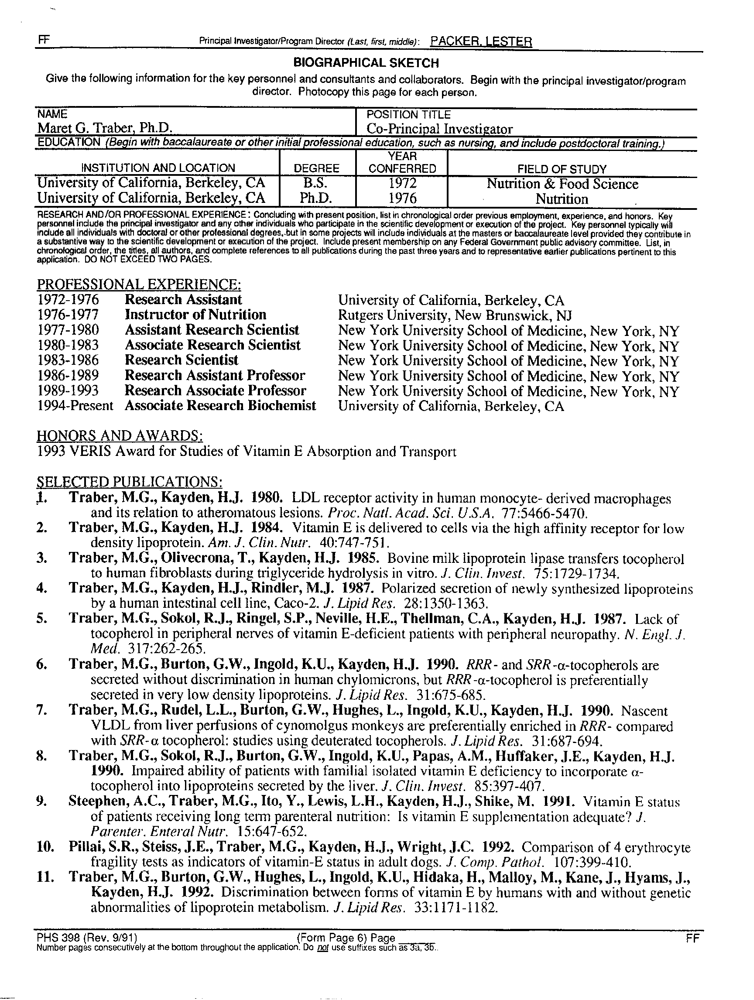 FF Principal Investigator/Program Director (Last, first, middle): PACKER, LESTER
BIOGRAPHICAL SKETCH
Give the following information for the key personnel and consultants and collaborators. Begin with the principal investigator/program
director. Photocopy this page for each person.
NAME POSITION TITLE
Maret G. Traber, Ph.D. Co-Principal Investigator
EDUCATION (Begin with baccalaureate or other initial professional education, such as nursing, and include postdoctoral training.)
INSTITUTION AND LOCATION DEGREE YEAR CONFERRED FIELD OF STUDY
University of California, Berkeley, CA B.S. 1972 Nutrition & Food Science
University of California, Berkeley, CA Ph.D. 1976 Nutrition
RESEARCH AND/OR PROFESSIONAL EXPERIENCE: Concluding with present position, list in chronological order previous employment, experience, and honors. Key
personnel include the principal investigator and any other individuals who participate in the scientific development or execution of the project. Key personnel typically will
include all individuals with doctoral or other professional degrees, but in some projects will include individuals at the masters or baccalaureate level provided they contribute in
a substantive way to the scientific development or execution of the project. Include present membership on any Federal Government public advisory committee. List, in
chronological order, the titles, all authors, and complete references to all publications during the past three years and to representative earlier publications pertinent to this
application. DO NOT EXCEED TWO PAGES.
PROFESSIONAL EXPERIENCE:
1972-1976 Research Assistant University of California, Berkeley, CA
1976-1977 Instructor of Nutrition Rutgers University, New Brunswick, NJ
1977-1980 Assistant Research Scientist New York University School of Medicine, New York, NY
1980-1983 Associate Research Scientist New York University School of Medicine, New York, NY
1983-1986 Research Scientist New York University School of Medicine, New York, NY
1986-1989 Research Assistant Professor New York University School of Medicine, New York, NY
1989-1993 Research Associate Professor New York University School of Medicine, New York, NY
1994-Present Associate Research Biochemist University of California, Berkeley, CA
HONORS AND AWARDS:
1993 VERIS Award for Studies of Vitamin E Absorption and Transport
SELECTED PUBLICATIONS:
1. Traber, M.G., Kayden, H.J. 1980. LDL receptor activity in human monocyte- derived macrophages
and its relation to atheromatous lesions. Proc. Natl. Acad. Sci. U.S.A. 77:5466-5470.
2. Traber, M.G., Kayden, H.J. 1984. Vitamin E is delivered to cells via the high affinity receptor for low
density lipoprotein. Am. J. Clin. Nutr. 40:747-751.
3. Traber, M.G., Olivecrona, T., Kayden, H.J. 1985. Bovine milk lipoprotein lipase transfers tocopherol
to human fibroblasts during triglyceride hydrolysis in vitro. J. Clin. Invest. 75:1729-1734.
4. Traber, M.G., Kayden, H.J., Rindler, M.J. 1987. Polarized secretion of newly synthesized lipoproteins
by a human intestinal cell line, Caco-2. J. Lipid Res. 28:1350-1363.
5. Traber, M.G., Sokol, R.J., Ringel, S.P., Neville, H.E., Thellman, C.A., Kayden, H.J. 1987. Lack of
tocopherol in peripheral nerves of vitamin E-deficient patients with peripheral neuropathy. N. Engl. J.
Med. 317:262-265.
6. Traber, M.G., Burton, G.W., Ingold, K.U., Kayden, H.J. 1990. RRR- and SRR-α-tocopherols are
secreted without discrimination in human chylomicrons, but RRR-α-tocopherol is preferentially
secreted in very low density lipoproteins. J. Lipid Res. 31:675-685.
7. Traber, M.G., Rudel, L.L., Burton, G.W., Hughes, L., Ingold, K.U., Kayden, H.J. 1990. Nascent
VLDL from liver perfusions of cynomolgus monkeys are preferentially enriched in RRR- compared
with SRR-α tocopherol: studies using deuterated tocopherols. J. Lipid Res. 31:687-694.
8. Traber, M.G., Sokol, R.J., Burton, G.W., Ingold, K.U., Papas, A.M., Huffaker, J.E., Kayden, H.J.
1990. Impaired ability of patients with familial isolated vitamin E deficiency to incorporate α-
tocopherol into lipoproteins secreted by the liver. J. Clin. Invest. 85:397-407.
9. Steephen, A.C., Traber, M.G., Ito, Y., Lewis, L.H., Kayden, H.J., Shike, M. 1991. Vitamin E status
of patients receiving long term parenteral nutrition: Is vitamin E supplementation adequate? J.
Parenter. Enteral Nutr. 15:647-652.
10. Pillai, S.R., Steiss, J.E., Traber, M.G., Kayden, H.J., Wright, J.C. 1992. Comparison of 4 erythrocyte
fragility tests as indicators of vitamin-E status in adult dogs. J. Comp. Pathol. 107:399-410.
11. Traber, M.G., Burton, G.W., Hughes, L., Ingold, K.U., Hidaka, H., Malloy, M., Kane, J., Hyams, J.,
Kayden, H.J. 1992. Discrimination between forms of vitamin E by humans with and without genetic
abnormalities of lipoprotein metabolism. J. Lipid Res. 33:1171-1182.
PHS 398 (Rev. 9/91) (Form Page 6) Page ______ FF
Number pages consecutively at the bottom throughout the application. Do not use suffixes such as 3a, 3b.